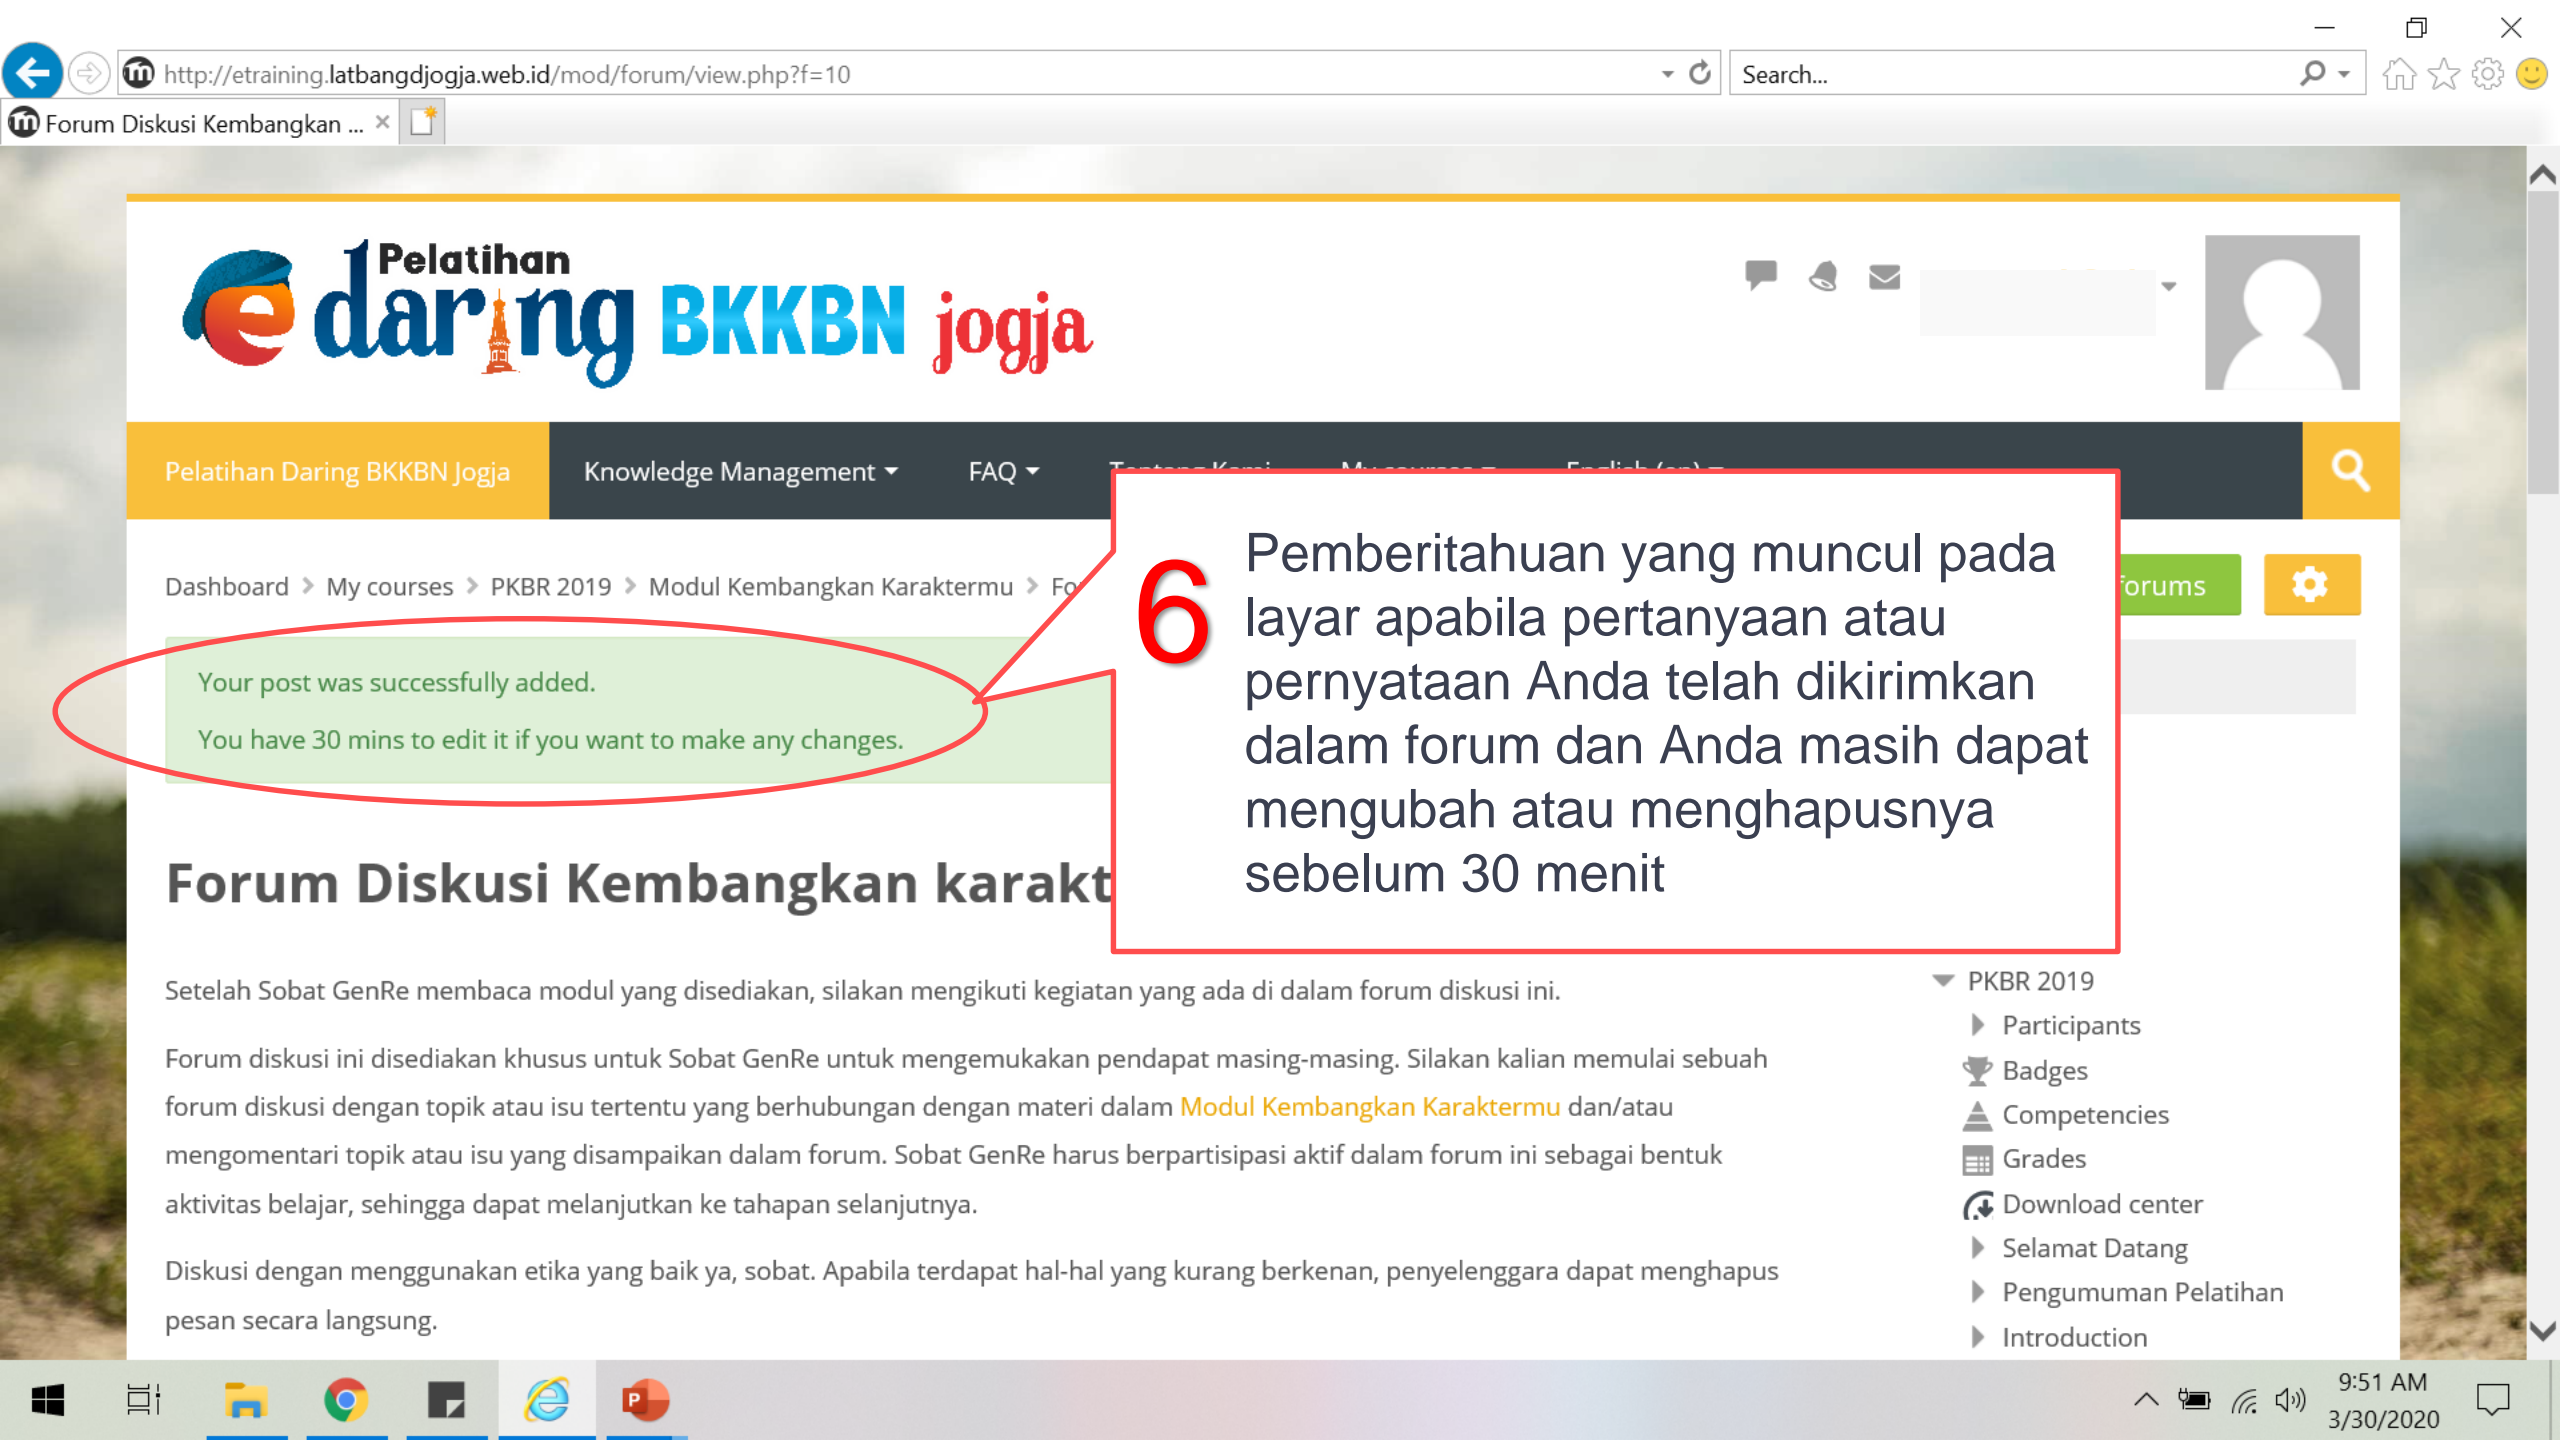 http://etraining.latbangdjogja.web.id/mod/forum/view.php?f=10
Search...
Forum Diskusi Kembangkan ...
e Pelatihan
daring BKKBN jogja
Pelatihan Daring BKKBN Jogja
Knowledge Management
FAQ
Tentang Kami
My courses
English (en)
Dashboard > My courses > PKBR 2019 > Modul Kembangkan Karaktermu >
forums
Your post was successfully added.
You have 30 mins to edit it if you want to make any changes.
6
Pemberitahuan yang muncul pada
layar apabila pertanyaan atau
pernyataan Anda telah dikirimkan
dalam forum dan Anda masih dapat
mengubah atau menghapusnya
sebelum 30 menit
Forum Diskusi Kembangkan karakt
Setelah Sobat GenRe membaca modul yang disediakan, silakan mengikuti kegiatan yang ada di dalam forum diskusi ini.
Forum diskusi ini disediakan khusus untuk Sobat GenRe untuk mengemukakan pendapat masing-masing. Silakan kalian memulai sebuah
forum diskusi dengan topik atau isu tertentu yang berhubungan dengan materi dalam Modul Kembangkan Karaktermu dan/atau
mengomentari topik atau isu yang disampaikan dalam forum. Sobat GenRe harus berpartisipasi aktif dalam forum ini sebagai bentuk
aktivitas belajar, sehingga dapat melanjutkan ke tahapan selanjutnya.
Diskusi dengan menggunakan etika yang baik ya, sobat. Apabila terdapat hal-hal yang kurang berkenan, penyelenggara dapat menghapus
pesan secara langsung.
PKBR 2019
Participants
Badges
Competencies
Grades
Download center
Selamat Datang
Pengumuman Pelatihan
Introduction
9:51 AM
3/30/2020